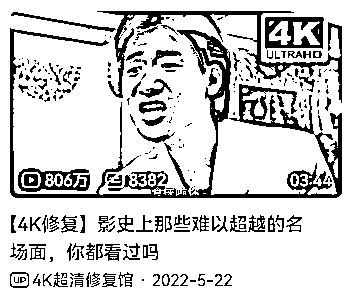 4K
ULTRAHD
806万 8382 03:44
【4K修复】影史上那些难以超越的名
场面，你都看过吗
UP 4K超清修复馆 · 2022-5-22